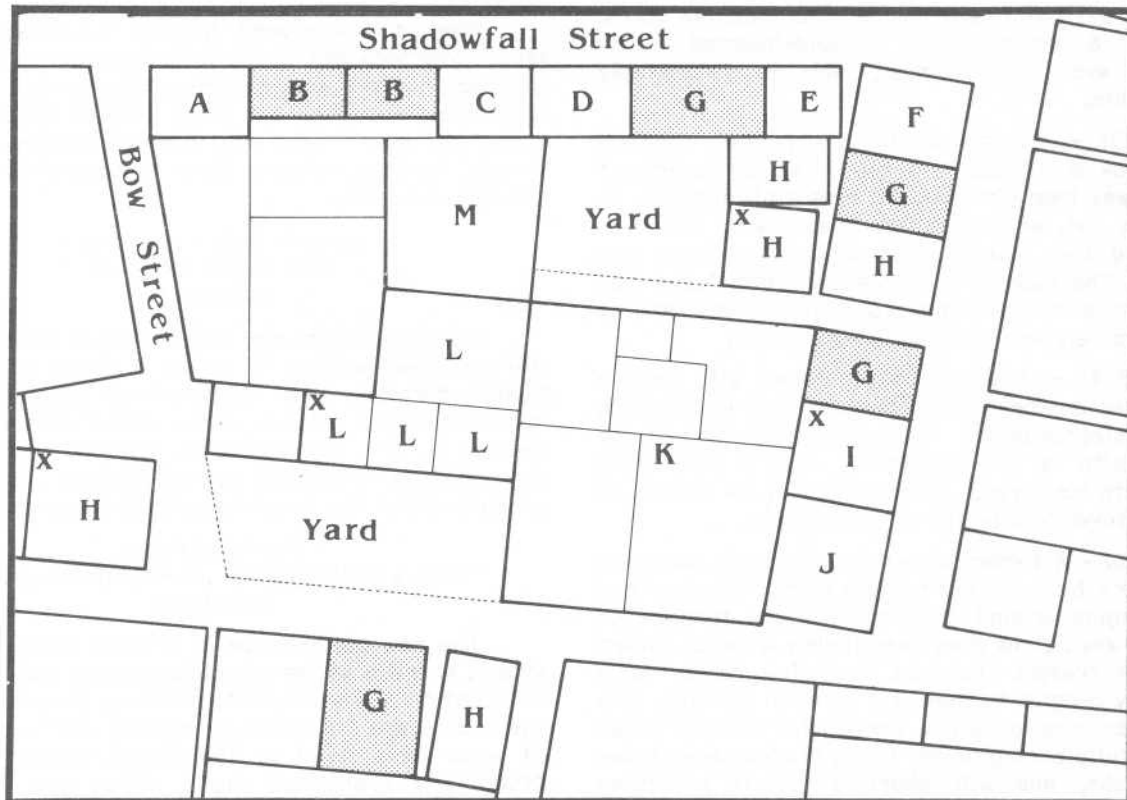 Shadowfall Street
A B B C D G E F
Bow Street
M Yard H G
X H H
L G
X L L L K X I
X H
Yard J
G H